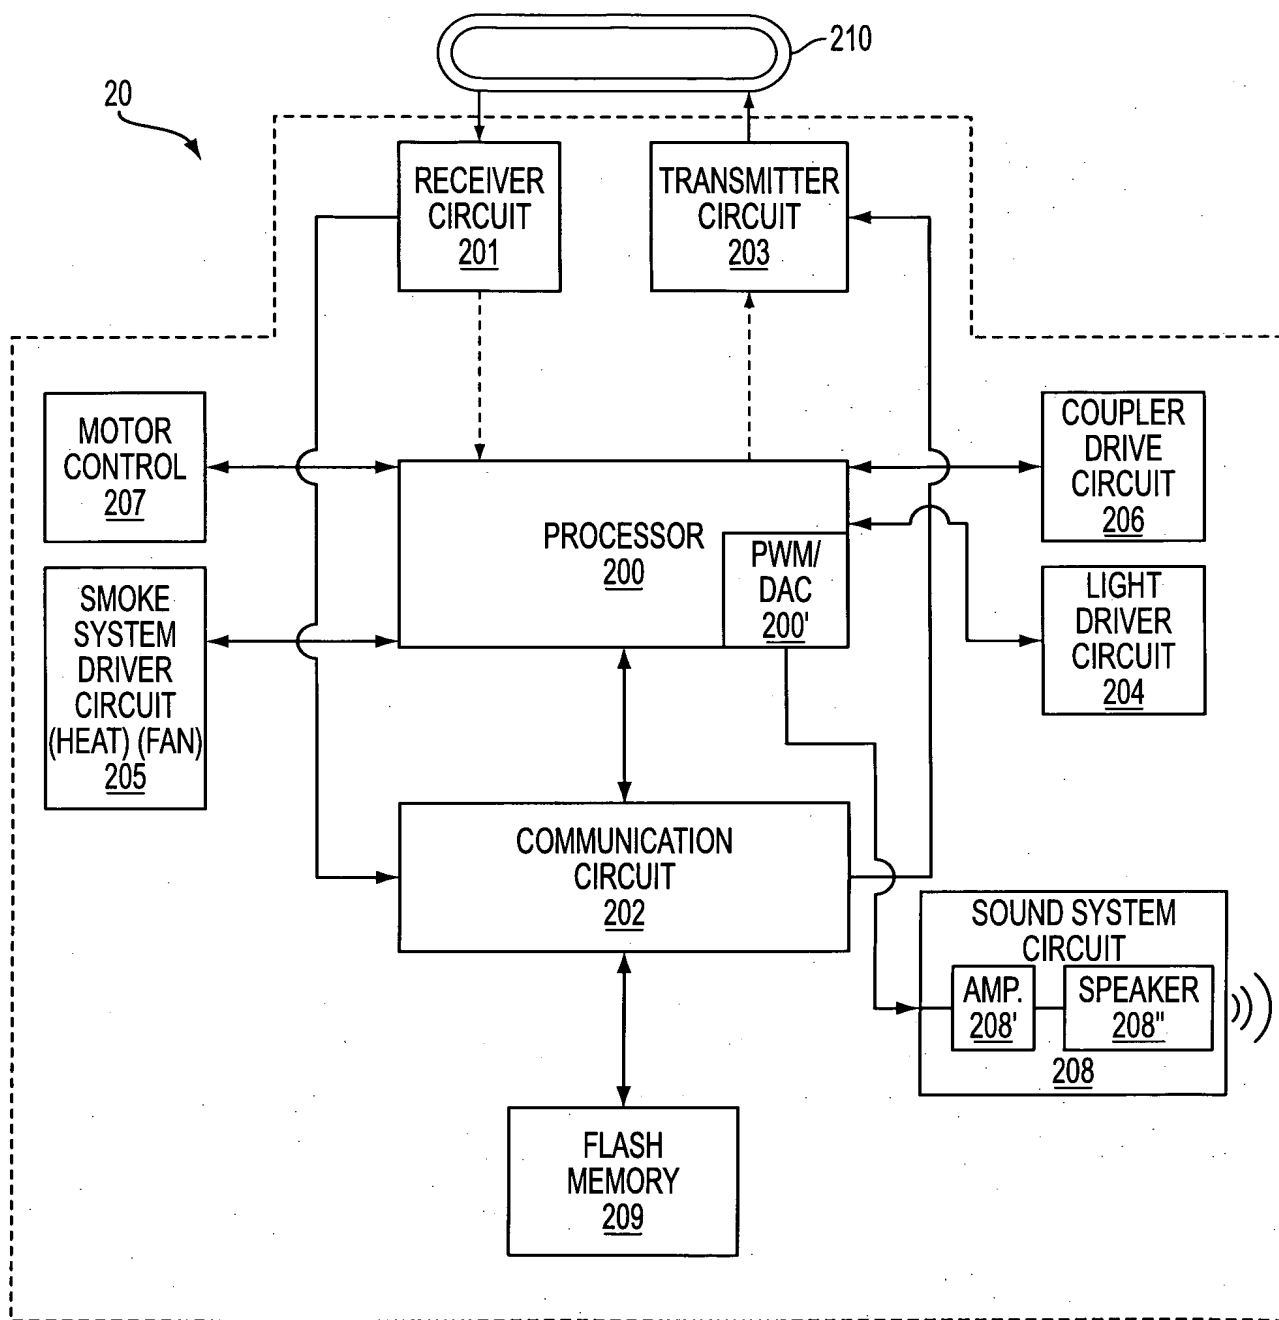 210
20
RECEIVER
CIRCUIT
201
TRANSMITTER
CIRCUIT
203
MOTOR
CONTROL
207
COUPLER
DRIVE
CIRCUIT
206
PROCESSOR
200
PWM/
DAC
200'
SMOKE
SYSTEM
DRIVER
CIRCUIT
(HEAT) (FAN)
205
LIGHT
DRIVER
CIRCUIT
204
COMMUNICATION
CIRCUIT
202
SOUND SYSTEM
CIRCUIT
AMP.
208'
SPEAKER
208"
208
FLASH
MEMORY
209